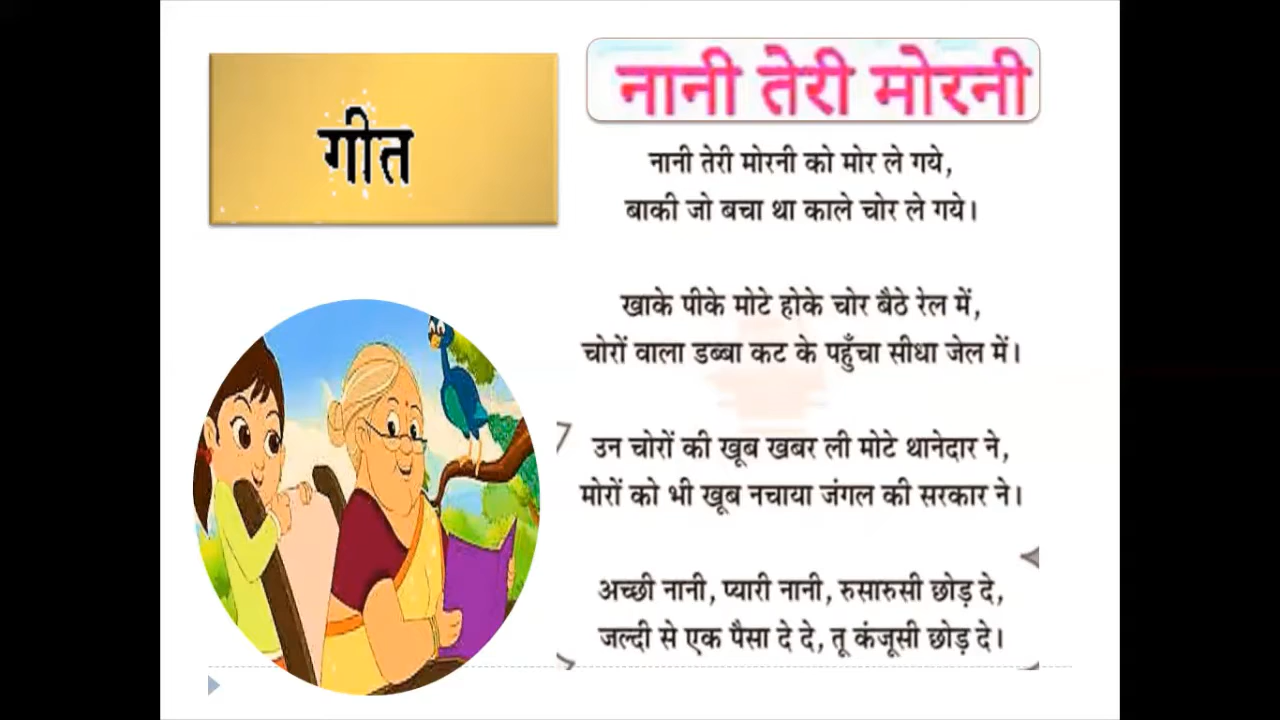 गीत
नानी तेरी मोरनी
नानी तेरी मोरनी को मोर ले गये,
बाकी जो बचा था काले चोर ले गये।
खाके पीके मोटे होके चोर बैठे रेल में,
चोरों वाला डब्बा कट के पहुँचा सीधा जेल में।
उन चोरों की खूब खबर ली मोटे थानेदार ने,
मोरों को भी खूब नचाया जंगल की सरकार ने।
अच्छी नानी, प्यारी नानी, रुसारुसी छोड़ दे,
जल्दी से एक पैसा दे दे, तू कंजूसी छोड़ दे।